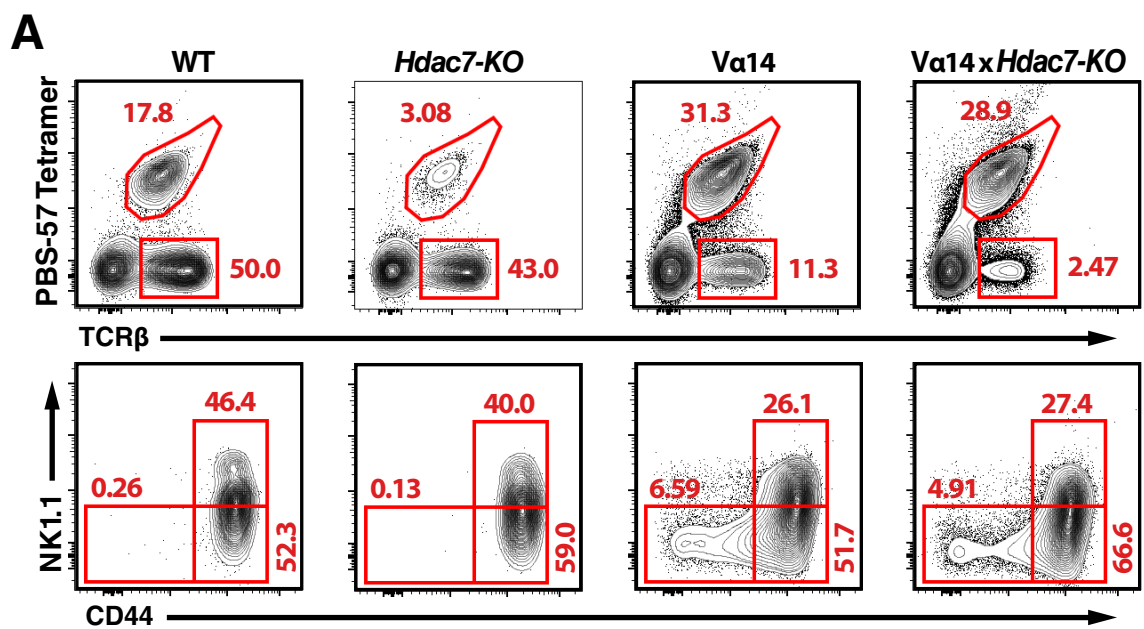 A
WT Hdac7-KO Vα14 Vα14 x Hdac7-KO
PBS-57 Tetramer
17.8 3.08 31.3 28.9
50.0 43.0 11.3 2.47
TCRβ
NK1.1
46.4 40.0 26.1 27.4
0.26 0.13 6.59 4.91
52.3 59.0 51.7 66.6
CD44